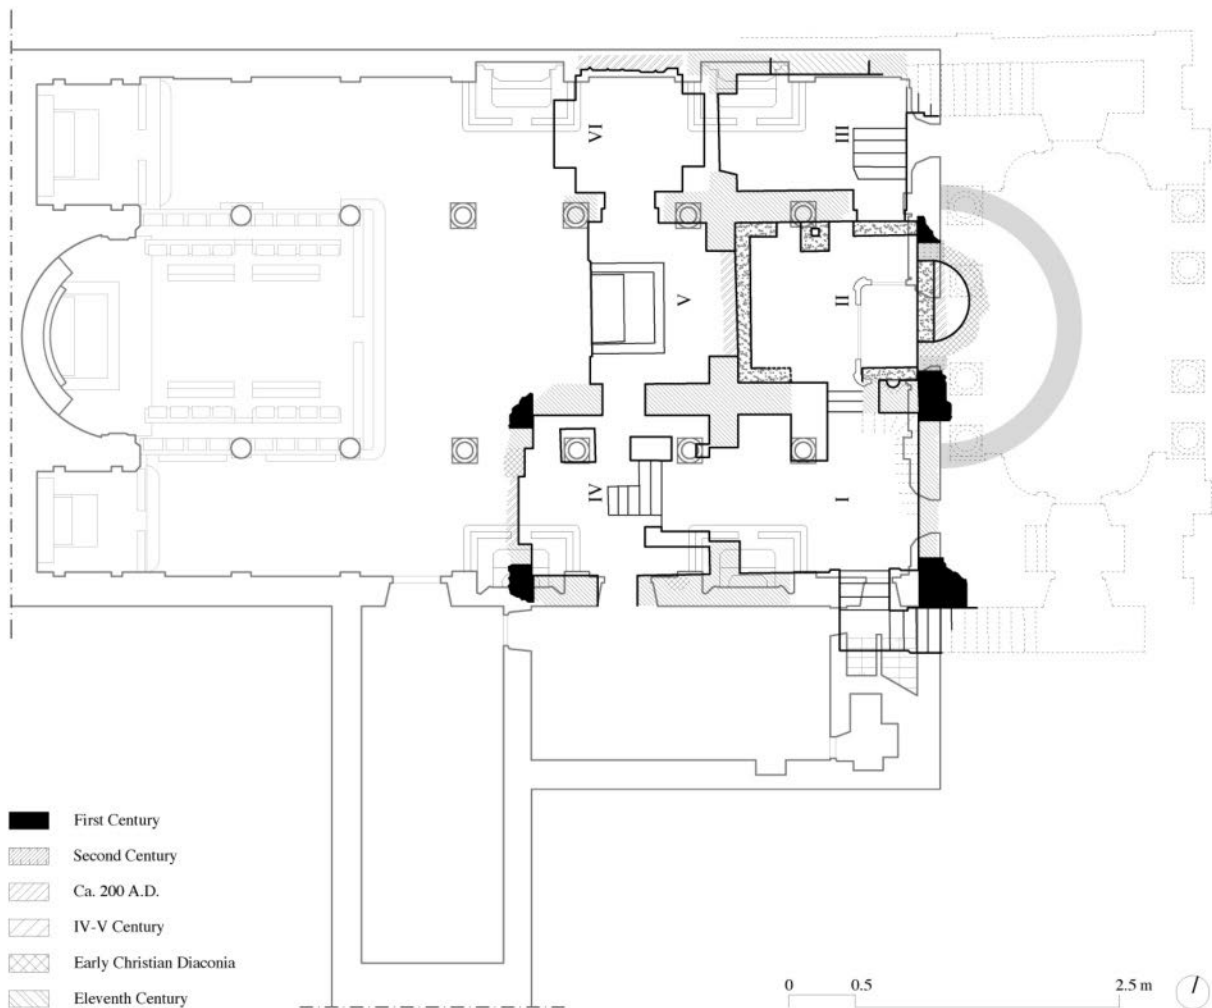 VI
III
V
II
IV
I
First Century
Second Century
Ca. 200 A.D.
IV-V Century
Early Christian Diaconia
Eleventh Century
0 0.5 2.5 m